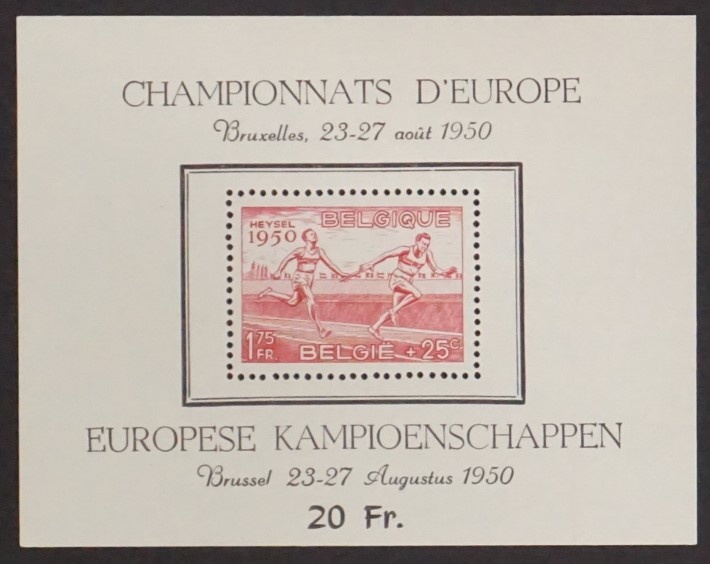 CHAMPIONNATS D'EUROPE
Bruxelles, 23-27 août 1950
HEYSEL BELGIQUE
1950
1 75 FR. BELGIË + 25 C.
EUROPESE KAMPIOENSCHAPPEN
Brussel 23-27 Augustus 1950
20 Fr.